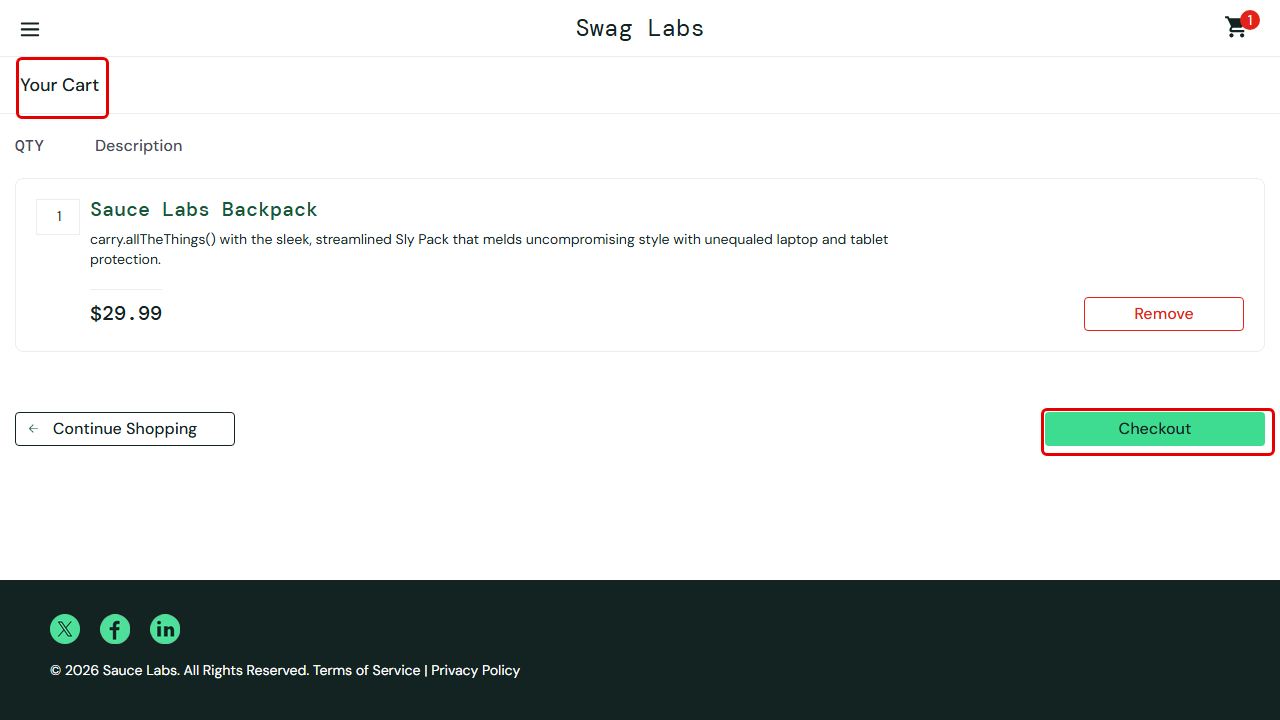 Swag Labs
1
Your Cart
QTY Description
1
Sauce Labs Backpack
carry.allTheThings() with the sleek, streamlined Sly Pack that melds uncompromising style with unequaled laptop and tablet
protection.
$29.99
Remove
Continue Shopping
Checkout
© 2026 Sauce Labs. All Rights Reserved. Terms of Service | Privacy Policy